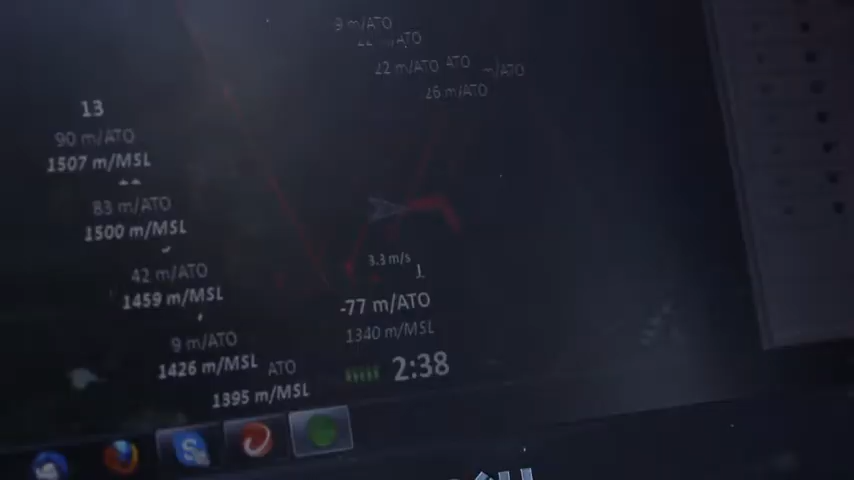 9 m/ATO
22 m/ATO ATO
26 m/ATO
13
90 m/ATO
1507 m/MSL
83 m/ATO
1500 m/MSL
42 m/ATO
1459 m/MSL
9 m/ATO
1426 m/MSL
ATO
1395 m/MSL
3.3 m/s
-77 m/ATO
1340 m/MSL
2:38
S